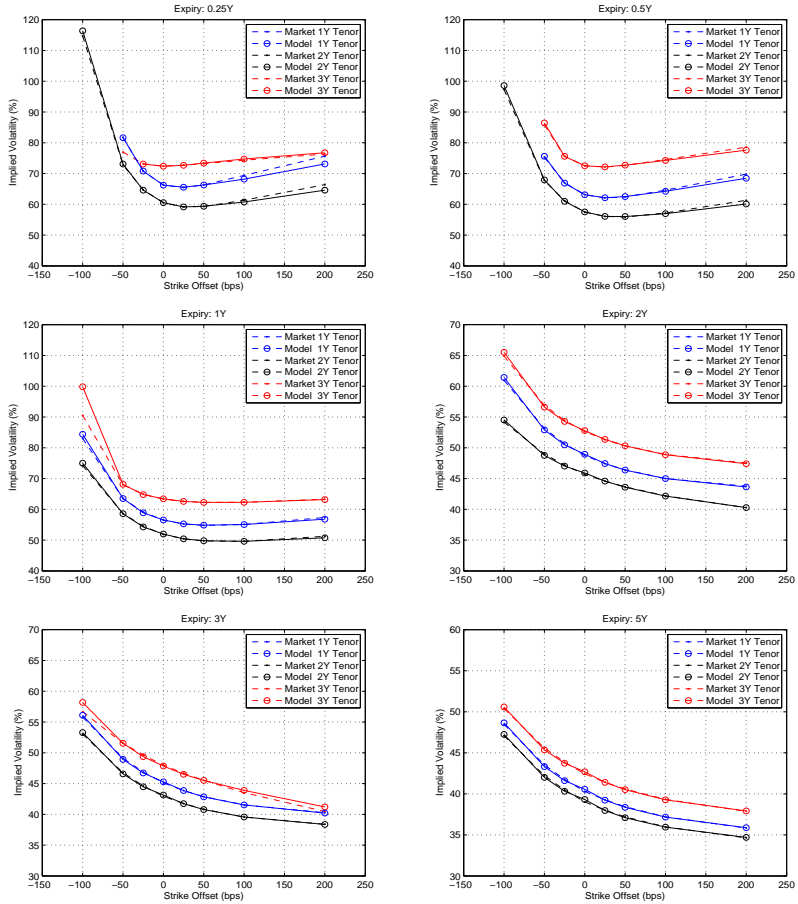 Expiry: 0.25Y
120
110
100
90
80
70
60
50
40
Implied Volatility (%)
−150 −100 −50 0 50 100 150 200 250
Strike Offset (bps)
Market 1Y Tenor
Model 1Y Tenor
Market 2Y Tenor
Model 2Y Tenor
Market 3Y Tenor
Model 3Y Tenor
Expiry: 0.5Y
120
110
100
90
80
70
60
50
40
Implied Volatility (%)
−150 −100 −50 0 50 100 150 200 250
Strike Offset (bps)
Market 1Y Tenor
Model 1Y Tenor
Market 2Y Tenor
Model 2Y Tenor
Market 3Y Tenor
Model 3Y Tenor
Expiry: 1Y
120
110
100
90
80
70
60
50
40
Implied Volatility (%)
−150 −100 −50 0 50 100 150 200 250
Strike Offset (bps)
Market 1Y Tenor
Model 1Y Tenor
Market 2Y Tenor
Model 2Y Tenor
Market 3Y Tenor
Model 3Y Tenor
Expiry: 2Y
70
65
60
55
50
45
40
35
30
Implied Volatility (%)
−150 −100 −50 0 50 100 150 200 250
Strike Offset (bps)
Market 1Y Tenor
Model 1Y Tenor
Market 2Y Tenor
Model 2Y Tenor
Market 3Y Tenor
Model 3Y Tenor
Expiry: 3Y
70
65
60
55
50
45
40
35
30
Implied Volatility (%)
−150 −100 −50 0 50 100 150 200 250
Strike Offset (bps)
Market 1Y Tenor
Model 1Y Tenor
Market 2Y Tenor
Model 2Y Tenor
Market 3Y Tenor
Model 3Y Tenor
Expiry: 5Y
60
55
50
45
40
35
30
Implied Volatility (%)
−150 −100 −50 0 50 100 150 200 250
Strike Offset (bps)
Market 1Y Tenor
Model 1Y Tenor
Market 2Y Tenor
Model 2Y Tenor
Market 3Y Tenor
Model 3Y Tenor